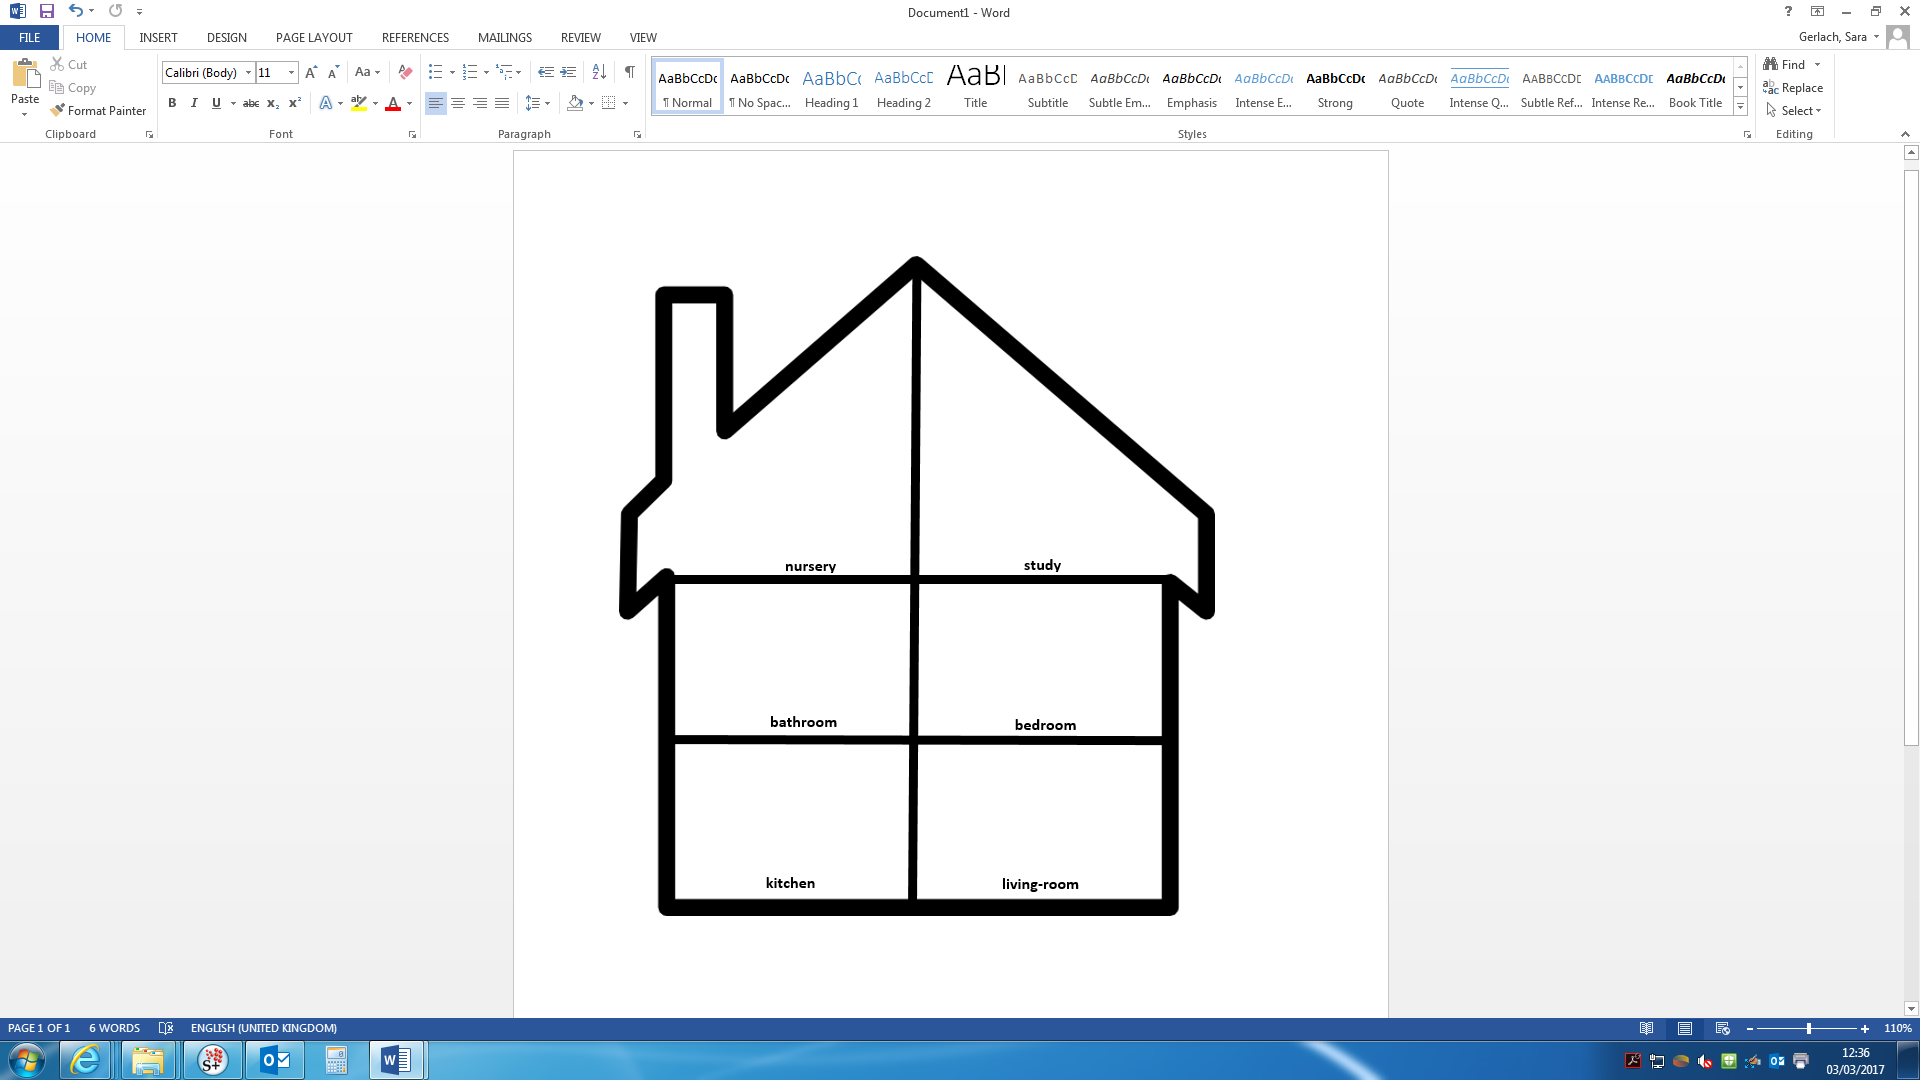 Document1 - Word
FILE HOME INSERT DESIGN PAGE LAYOUT REFERENCES MAILINGS REVIEW VIEW
Gerlach, Sara
Paste
Cut
Copy
Format Painter
Clipboard
Calibri (Body) 11
Font
Paragraph
AaBbCcDc AaBbCcDc AaBbCc AaBbCcD AaBl AaBbCcD AaBbCcDc AaBbCcDc AaBbCcDc AaBbCcDc AaBbCcDc AaBbCcDc AaBbCcDc AaBbCcDc AaBbCcDc
¶ Normal ¶ No Spac... Heading 1 Heading 2 Title Subtitle Subtle Em... Emphasis Intense E... Strong Quote Intense Q... Subtle Ref... Intense Re... Book Title
Styles
Find
Replace
Select
Editing
nursery study
bathroom bedroom
kitchen living-room
PAGE 1 OF 1 6 WORDS ENGLISH (UNITED KINGDOM)
110%
12:36
03/03/2017